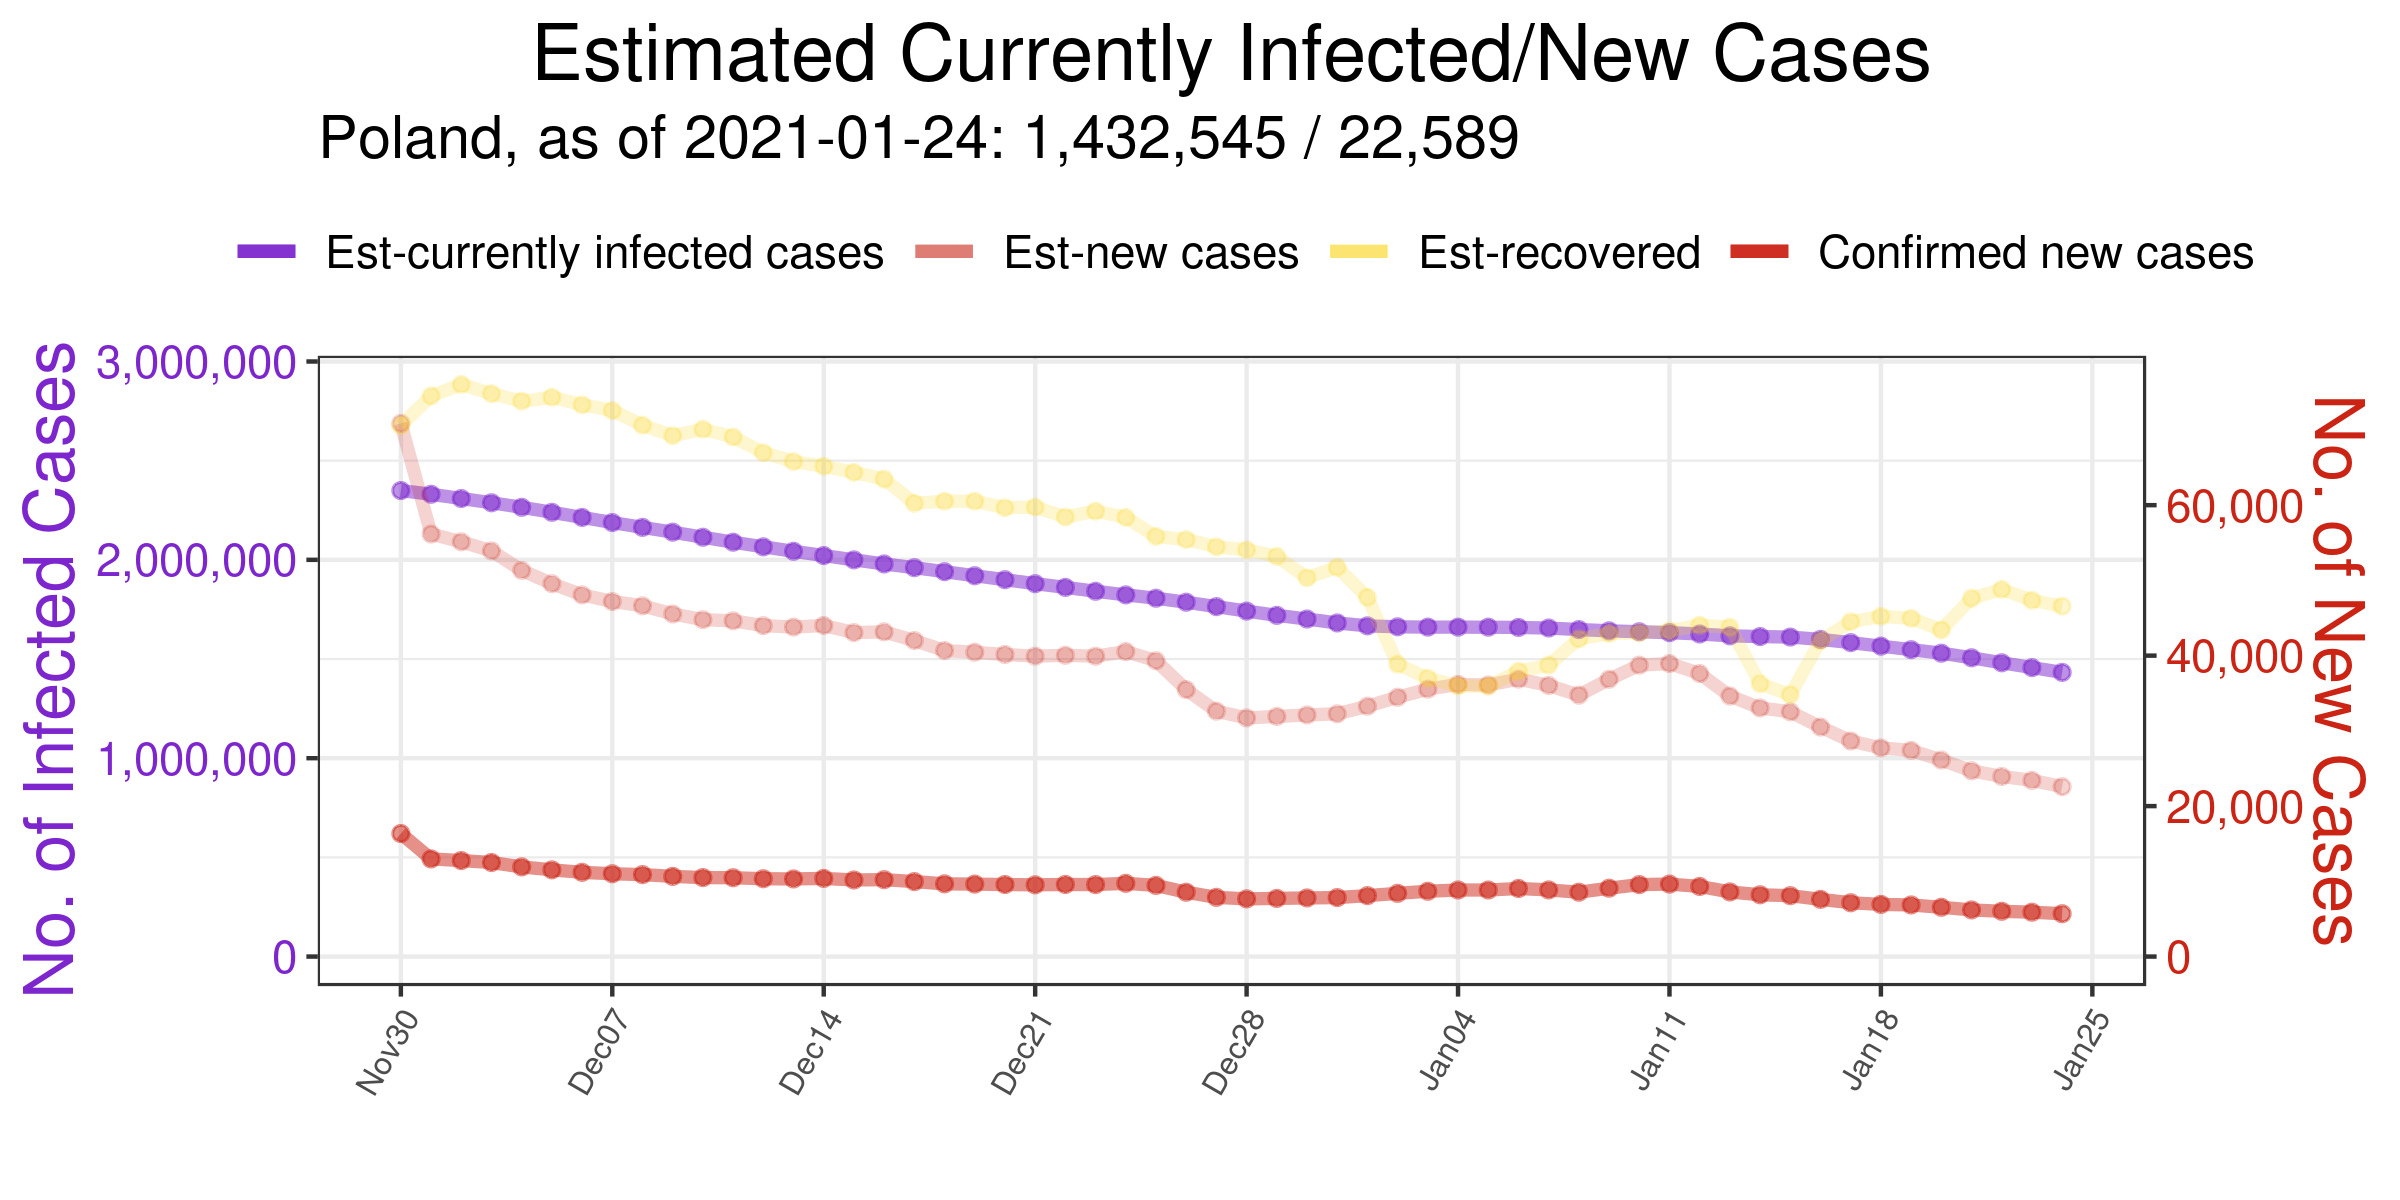 Estimated Currently Infected/New Cases
Poland, as of 2021-01-24: 1,432,545 / 22,589
Est-currently infected cases Est-new cases Est-recovered Confirmed new cases
No. of Infected Cases
3,000,000
2,000,000
1,000,000
0
60,000
40,000
20,000
0
No. of New Cases
Nov30 Dec07 Dec14 Dec21 Dec28 Jan04 Jan11 Jan18 Jan25